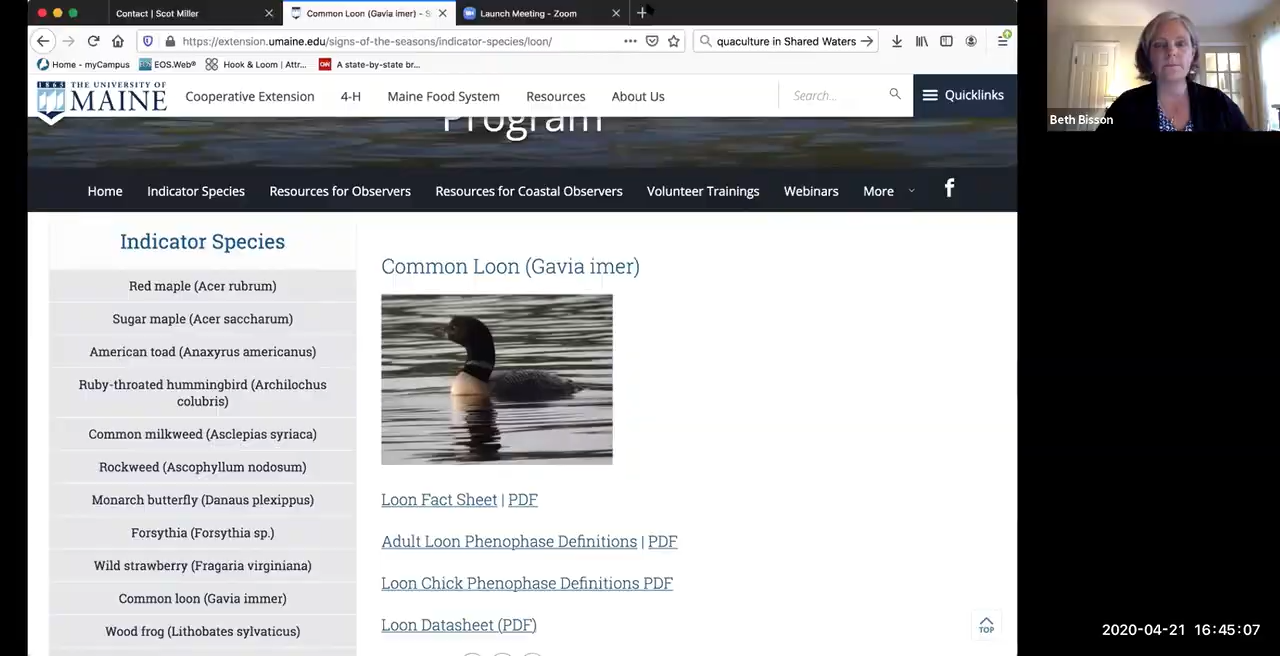 Contact | Scot Miller
Common Loon (Gavia imer) - S
Launch Meeting - Zoom
https://extension.umaine.edu/signs-of-the-seasons/indicator-species/loon/
quaculture in Shared Waters
Home - myCampus
EOS.Web®
Hook & Loom | Attr...
CNN
A state-by-state br...
1865 THE UNIVERSITY OF
MAINE
Cooperative Extension
4-H
Maine Food System
Resources
About Us
Search...
Quicklinks
Program
Home
Indicator Species
Resources for Observers
Resources for Coastal Observers
Volunteer Trainings
Webinars
More
f
Indicator Species
Red maple (Acer rubrum)
Sugar maple (Acer saccharum)
American toad (Anaxyrus americanus)
Ruby-throated hummingbird (Archilochus
colubris)
Common milkweed (Asclepias syriaca)
Rockweed (Ascophyllum nodosum)
Monarch butterfly (Danaus plexippus)
Forsythia (Forsythia sp.)
Wild strawberry (Fragaria virginiana)
Common loon (Gavia immer)
Wood frog (Lithobates sylvaticus)
Common Loon (Gavia imer)
Loon Fact Sheet | PDF
Adult Loon Phenophase Definitions | PDF
Loon Chick Phenophase Definitions PDF
Loon Datasheet (PDF)
TOP
Beth Bisson
2020-04-21 16:45:07